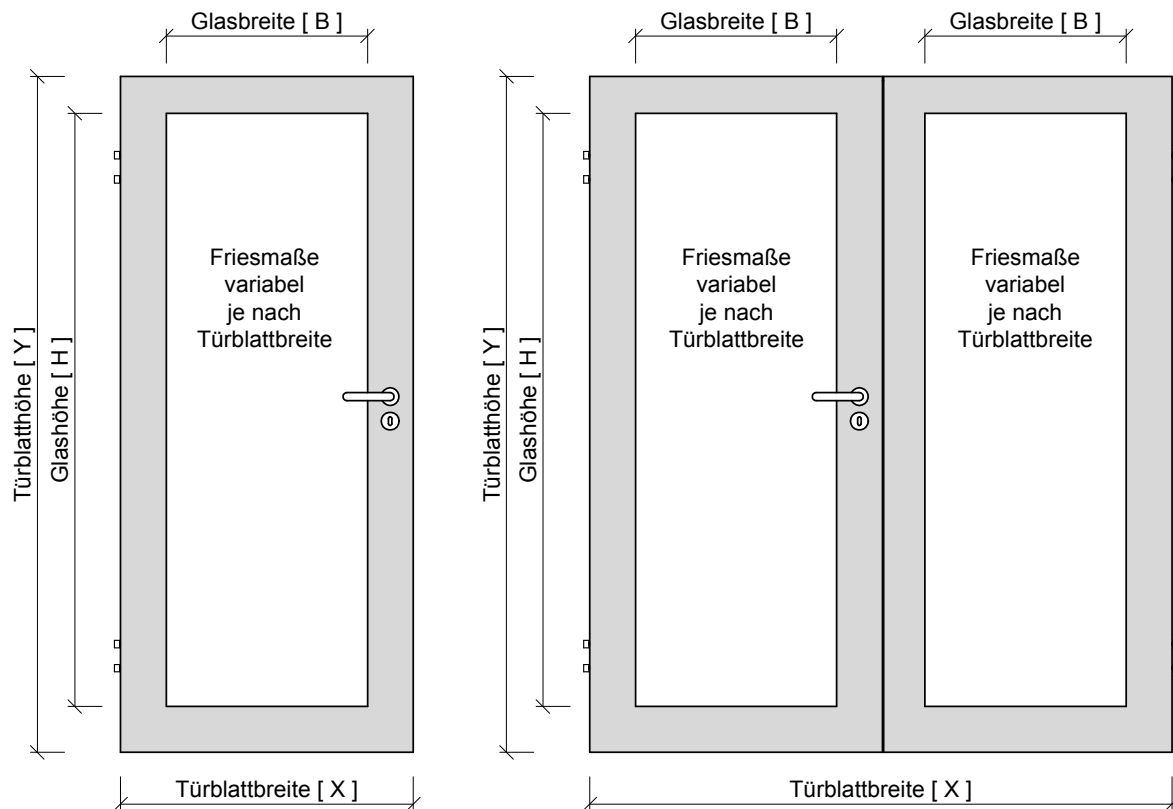 Glasbreite [ B ]
Glasbreite [ B ]
Glasbreite [ B ]
Friesmaße
variabel
je nach
Türblattbreite
Türblatthöhe [ Y ]
Glashöhe [ H ]
Friesmaße
variabel
je nach
Türblattbreite
Friesmaße
variabel
je nach
Türblattbreite
Türblatthöhe [ Y ]
Glashöhe [ H ]
Türblattbreite [ X ]
Türblattbreite [ X ]